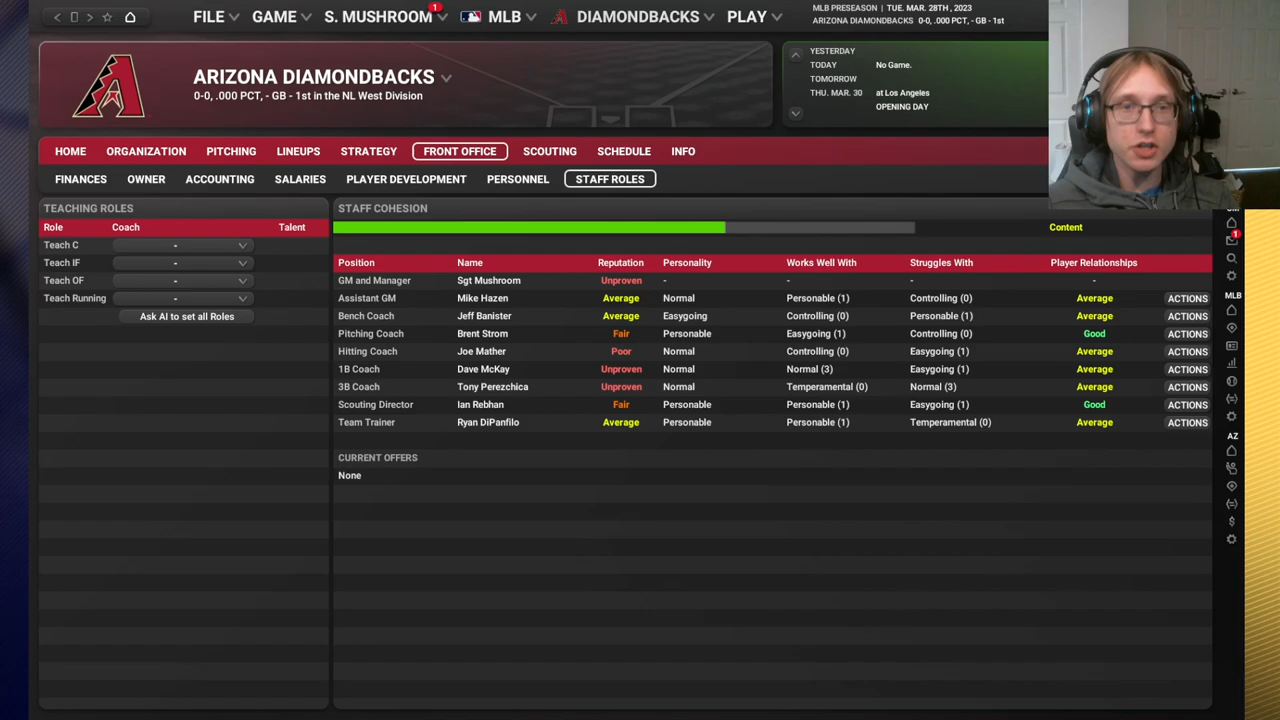 FILE GAME S. MUSHROOM 1 MLB DIAMONDBACKS PLAY
MLB PRESEASON | TUE. MAR. 28TH , 2023
ARIZONA DIAMONDBACKS 0-0, .000 PCT, - GB - 1st
ARIZONA DIAMONDBACKS
0-0, .000 PCT, - GB - 1st in the NL West Division
YESTERDAY
TODAY No Game.
TOMORROW
THU. MAR. 30 at Los Angeles
OPENING DAY
HOME ORGANIZATION PITCHING LINEUPS STRATEGY FRONT OFFICE SCOUTING SCHEDULE INFO
FINANCES OWNER ACCOUNTING SALARIES PLAYER DEVELOPMENT PERSONNEL STAFF ROLES
TEACHING ROLES
Role Coach Talent
Teach C -
Teach IF -
Teach OF -
Teach Running -
Ask AI to set all Roles
STAFF COHESION
Content
Position Name Reputation Personality Works Well With Struggles With Player Relationships
GM and Manager Sgt Mushroom Unproven - - - -
Assistant GM Mike Hazen Average Normal Personable (1) Controlling (0) Average ACTIONS
Bench Coach Jeff Banister Average Easygoing Controlling (0) Personable (1) Average ACTIONS
Pitching Coach Brent Strom Fair Personable Easygoing (1) Controlling (0) Good ACTIONS
Hitting Coach Joe Mather Poor Normal Controlling (0) Easygoing (1) Average ACTIONS
1B Coach Dave McKay Unproven Normal Normal (3) Easygoing (1) Average ACTIONS
3B Coach Tony Perezchica Unproven Normal Temperamental (0) Normal (3) Average ACTIONS
Scouting Director Ian Rebhan Fair Personable Personable (1) Easygoing (1) Good ACTIONS
Team Trainer Ryan DiPanfilo Average Personable Personable (1) Temperamental (0) Average ACTIONS
CURRENT OFFERS
None
1
MLB
AZ